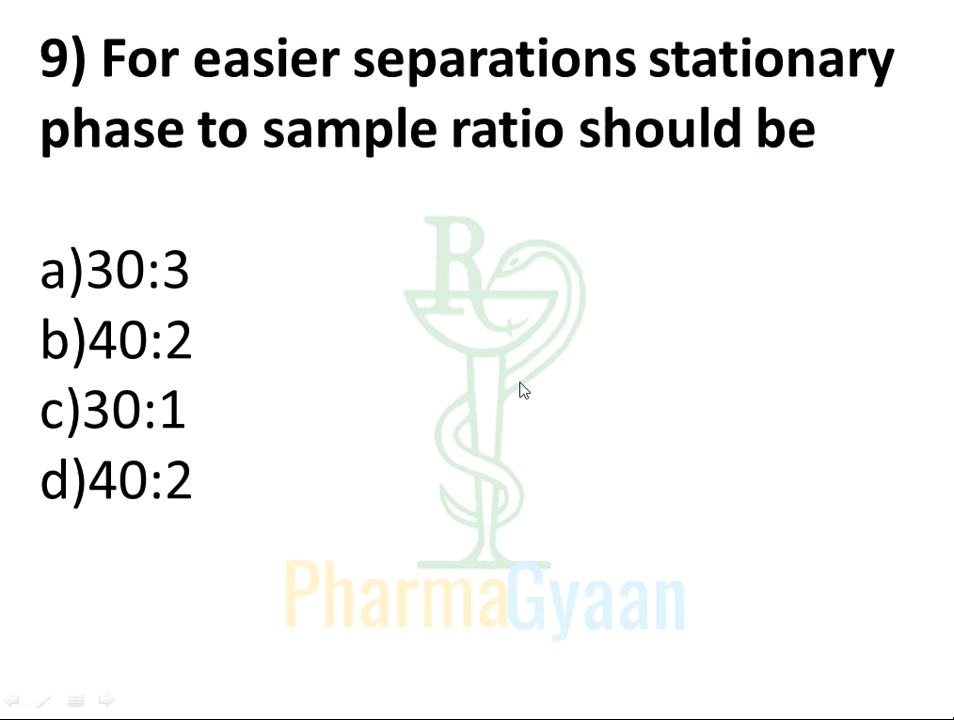 9) For easier separations stationary
phase to sample ratio should be
a)30:3
b)40:2
c)30:1
d)40:2
PharmaGyaan